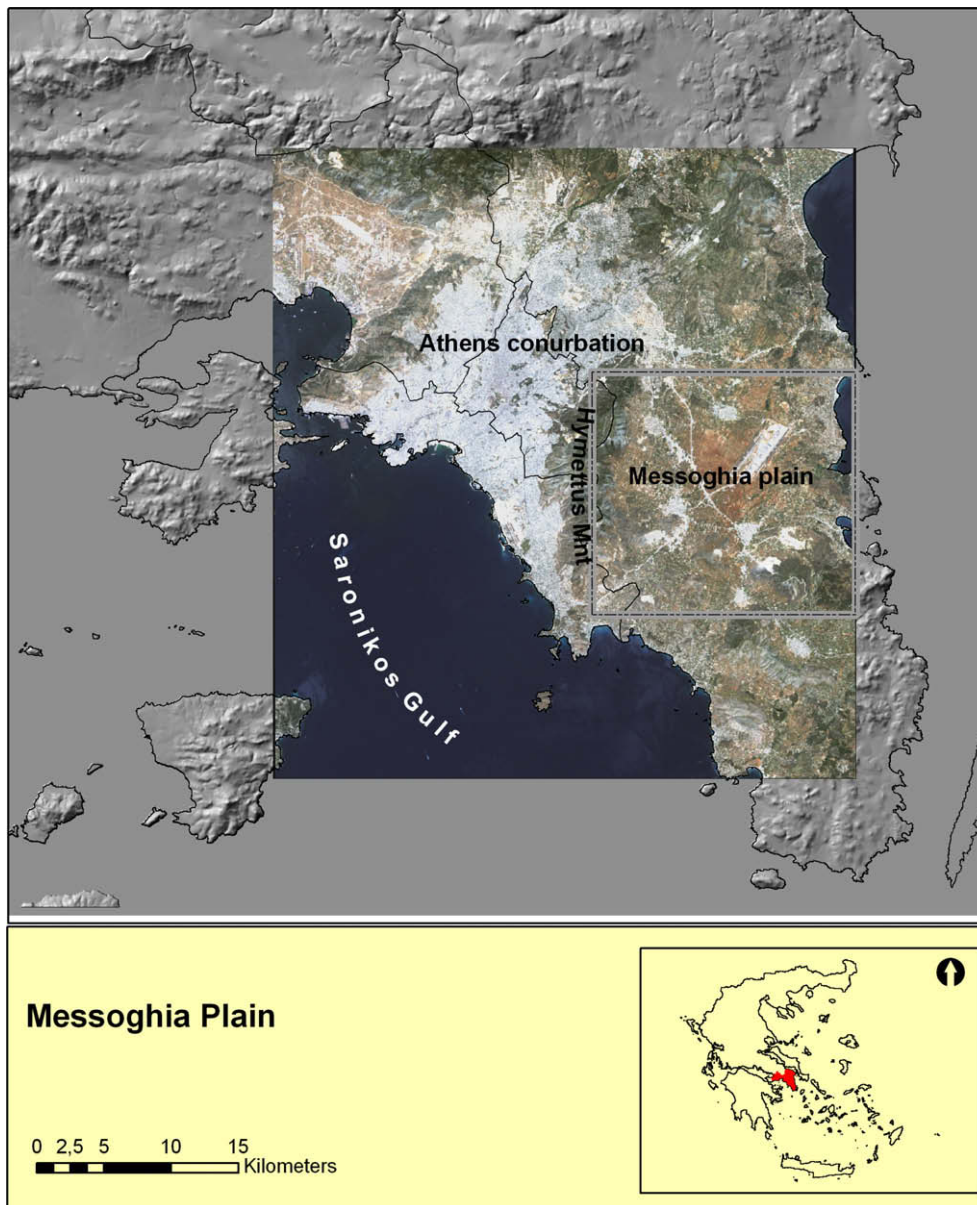 Athens conurbation
Hymettus Mnt
Messoghia plain
Saronikos Gulf
Messoghia Plain
0 2,5 5 10 15
Kilometers